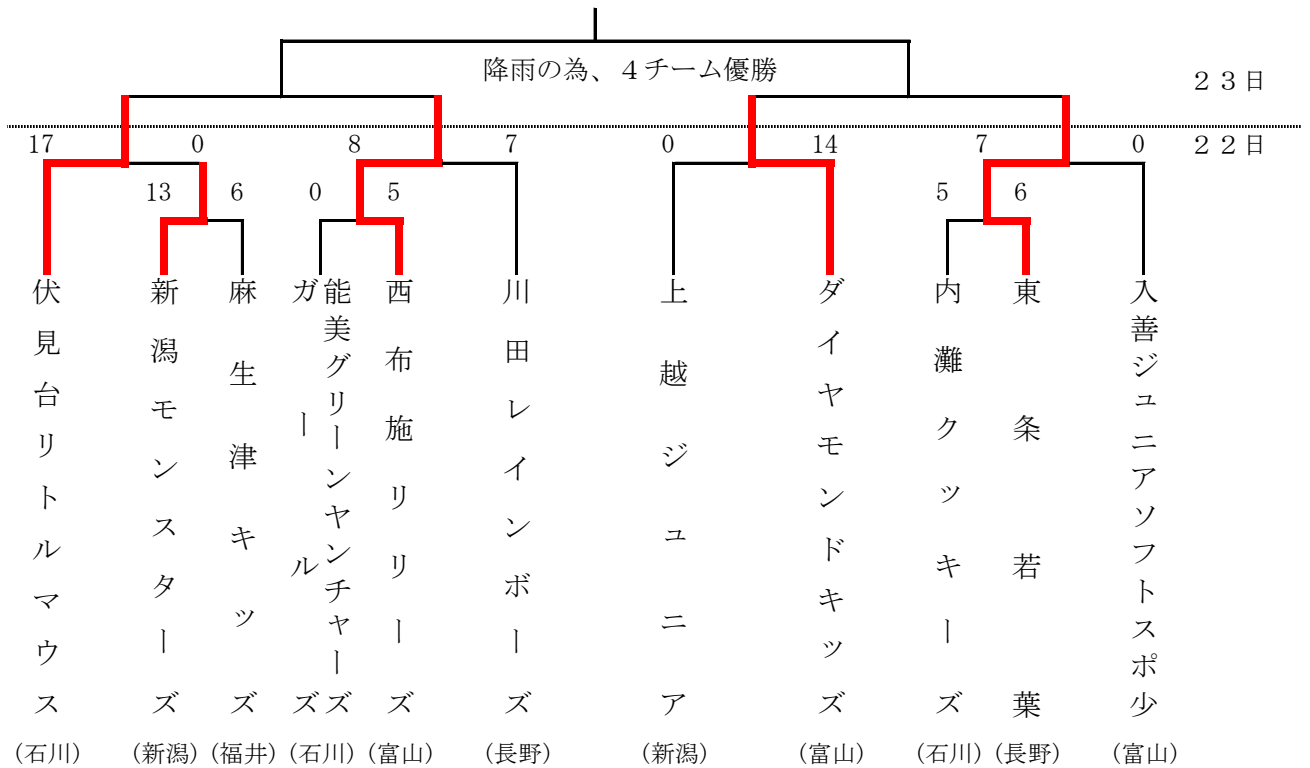 降雨の為、４チーム優勝
２３日
17 0 8 7 0 14 7 0
２２日
13 6 0 5 5 6
伏見台リトルマウス
新潟モンスターズ
麻生津キッズ
能美グリーンヤンチャーズ
ガールズ
西布施リリーズ
川田レインボーズ
上越ジュニア
ダイヤモンドキッズ
内灘クッキーズ
東条若葉
入善ジュニアソフトスポ少
(石川) (新潟) (福井) (石川) (富山) (長野) (新潟) (富山) (石川) (長野) (富山)